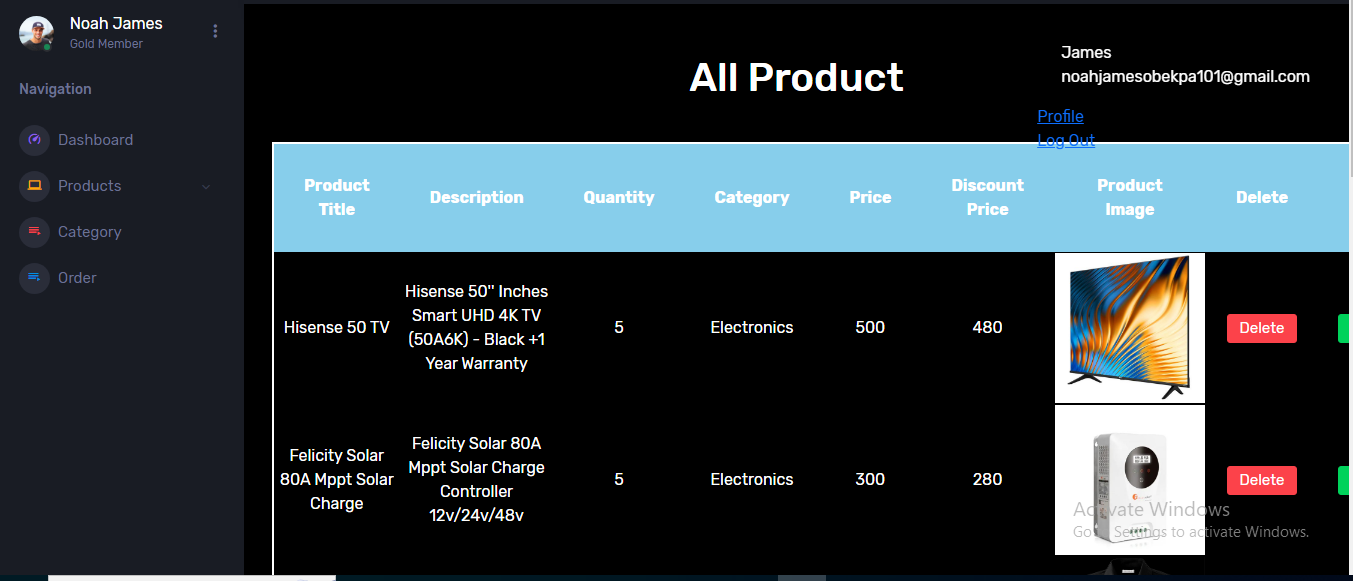 Noah James
Gold Member
Navigation
Dashboard
Products
Category
Order
James
noahjamesobekpa101@gmail.com
All Product
Profile
Log Out
Product
Title
Description
Quantity
Category
Price
Discount
Price
Product
Image
Delete
Hisense 50 TV
Hisense 50'' Inches
Smart UHD 4K TV
(50A6K) - Black +1
Year Warranty
5
Electronics
500
480
Delete
Felicity Solar
80A Mppt Solar
Charge
Felicity Solar 80A
Mppt Solar Charge
Controller
12v/24v/48v
5
Electronics
300
280
Delete
Activate Windows
Go to Settings to activate Windows.